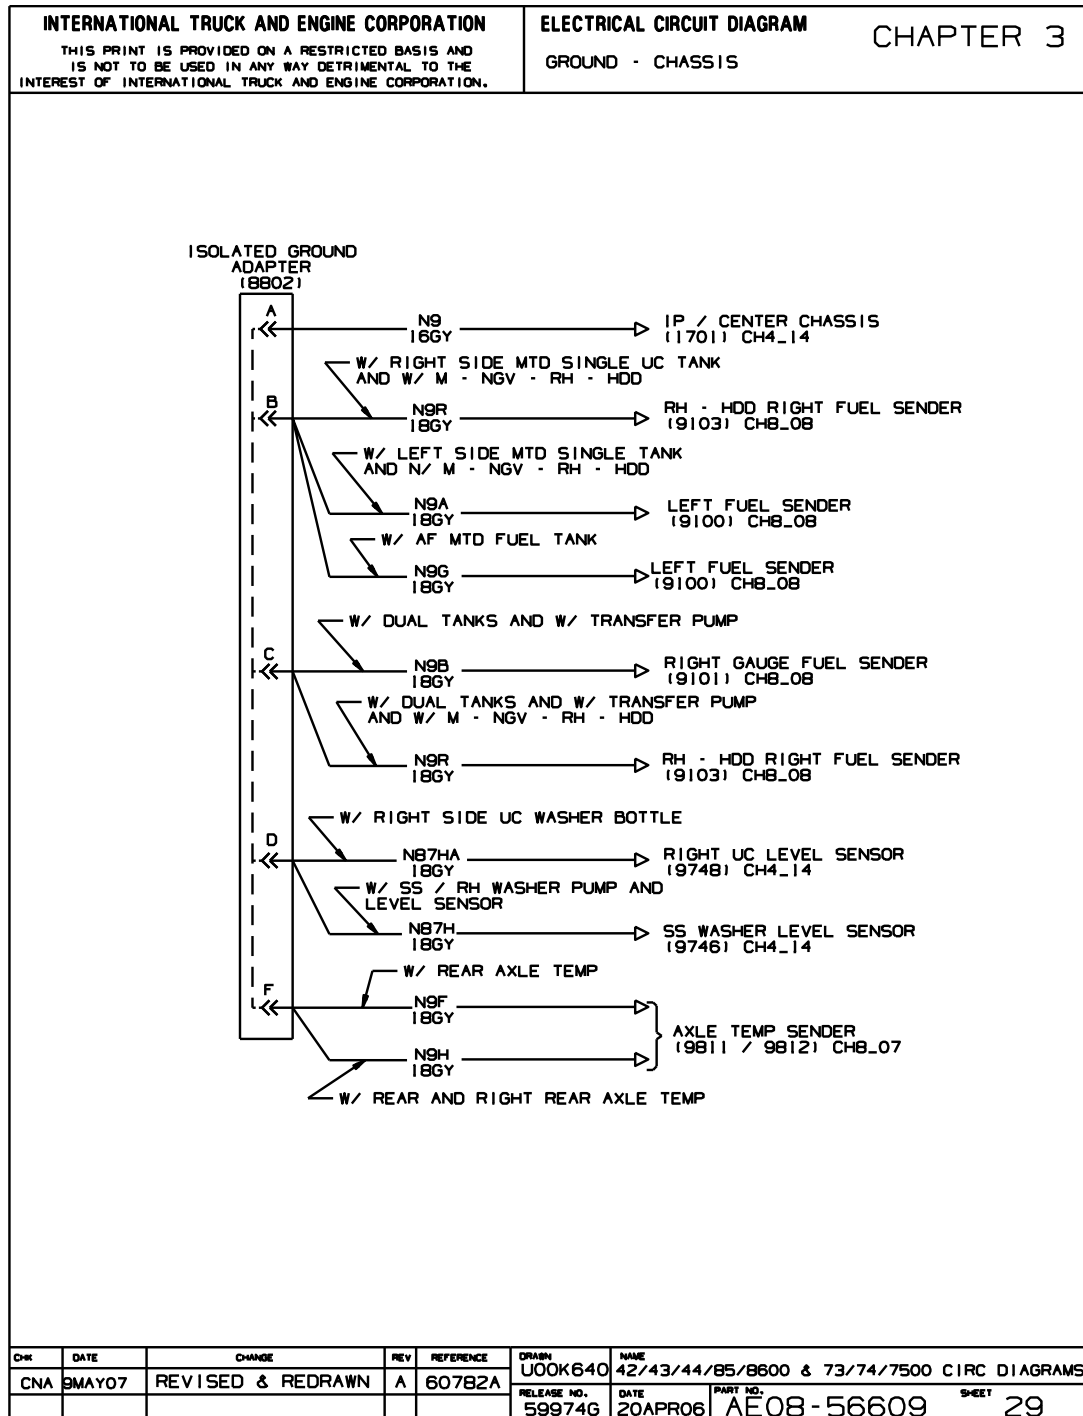 INTERNATIONAL TRUCK AND ENGINE CORPORATION
THIS PRINT IS PROVIDED ON A RESTRICTED BASIS AND
IS NOT TO BE USED IN ANY WAY DETRIMENTAL TO THE
INTEREST OF INTERNATIONAL TRUCK AND ENGINE CORPORATION.
ELECTRICAL CIRCUIT DIAGRAM
GROUND - CHASSIS
CHAPTER 3
ISOLATED GROUND
ADAPTER
(8802)
A
N9
16GY
IP / CENTER CHASSIS
(1701) CH4_14
W/ RIGHT SIDE MTD SINGLE UC TANK
AND W/ M - NGV - RH - HDD
B
N9R
18GY
RH - HDD RIGHT FUEL SENDER
(9103) CH8_08
W/ LEFT SIDE MTD SINGLE TANK
AND N/ M - NGV - RH - HDD
N9A
18GY
LEFT FUEL SENDER
(9100) CH8_08
W/ AF MTD FUEL TANK
N9G
18GY
LEFT FUEL SENDER
(9100) CH8_08
W/ DUAL TANKS AND W/ TRANSFER PUMP
C
N9B
18GY
RIGHT GAUGE FUEL SENDER
(9101) CH8_08
W/ DUAL TANKS AND W/ TRANSFER PUMP
AND W/ M - NGV - RH - HDD
N9R
18GY
RH - HDD RIGHT FUEL SENDER
(9103) CH8_08
W/ RIGHT SIDE UC WASHER BOTTLE
D
N87HA
18GY
RIGHT UC LEVEL SENSOR
(9748) CH4_14
W/ SS / RH WASHER PUMP AND
LEVEL SENSOR
N87H
18GY
SS WASHER LEVEL SENSOR
(9746) CH4_14
W/ REAR AXLE TEMP
F
N9F
18GY
AXLE TEMP SENDER
(9811 / 9812) CH8_07
N9H
18GY
W/ REAR AND RIGHT REAR AXLE TEMP
CHK DATE CHANGE REV REFERENCE
CNA 9MAY07 REVISED & REDRAWN A 60782A
DRAWN
U00K640
NAME
42/43/44/85/8600 & 73/74/7500 CIRC DIAGRAMS
RELEASE NO.
59974G
DATE
20APR06
PART NO.
AE08-56609
SHEET
29